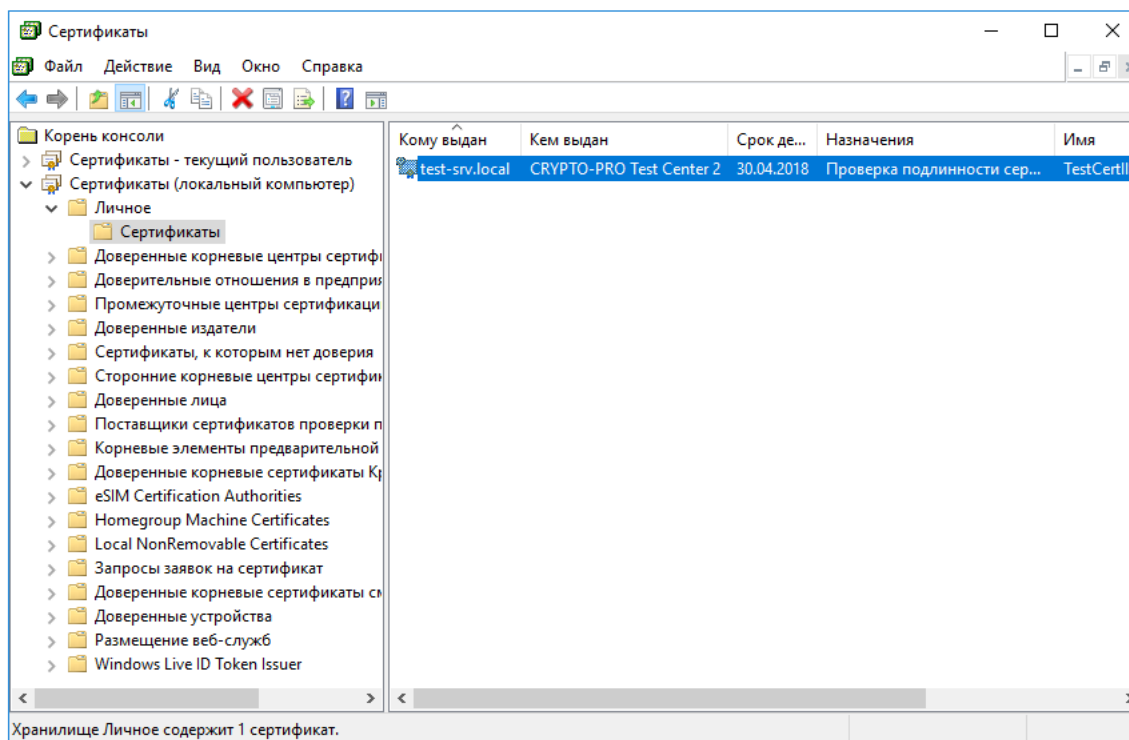 Сертификаты
Файл Действие Вид Окно Справка
Корень консоли
Сертификаты - текущий пользователь
Сертификаты (локальный компьютер)
Личное
Сертификаты
Доверенные корневые центры сертифи
Доверительные отношения в предприя
Промежуточные центры сертификаци
Доверенные издатели
Сертификаты, к которым нет доверия
Сторонние корневые центры сертифик
Доверенные лица
Поставщики сертификатов проверки п
Корневые элементы предварительной
Доверенные корневые сертификаты Кр
eSIM Certification Authorities
Homegroup Machine Certificates
Local NonRemovable Certificates
Запросы заявок на сертификат
Доверенные корневые сертификаты см
Доверенные устройства
Размещение веб-служб
Windows Live ID Token Issuer
Кому выдан Кем выдан Срок де... Назначения Имя
test-srv.local CRYPTO-PRO Test Center 2 30.04.2018 Проверка подлинности сер... TestCertII
Хранилище Личное содержит 1 сертификат.